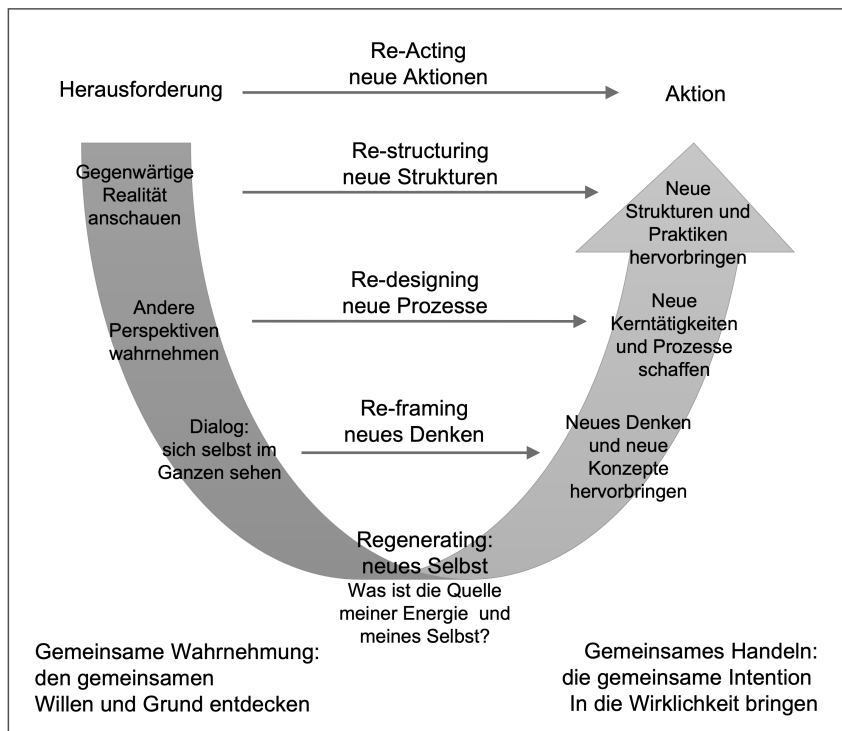 Re-Acting
neue Aktionen
Herausforderung
Aktion
Re-structuring
neue Strukturen
Gegenwärtige
Realität
anschauen
Neue
Strukturen und
Praktiken
hervorbringen
Re-designing
neue Prozesse
Andere
Perspektiven
wahrnehmen
Neue
Kerntätigkeiten
und Prozesse
schaffen
Re-framing
neues Denken
Dialog:
sich selbst im
Ganzen sehen
Neues Denken
und neue
Konzepte
hervorbringen
Regenerating:
neues Selbst
Was ist die Quelle
meiner Energie und
meines Selbst?
Gemeinsame Wahrnehmung:
den gemeinsamen
Willen und Grund entdecken
Gemeinsames Handeln:
die gemeinsame Intention
In die Wirklichkeit bringen